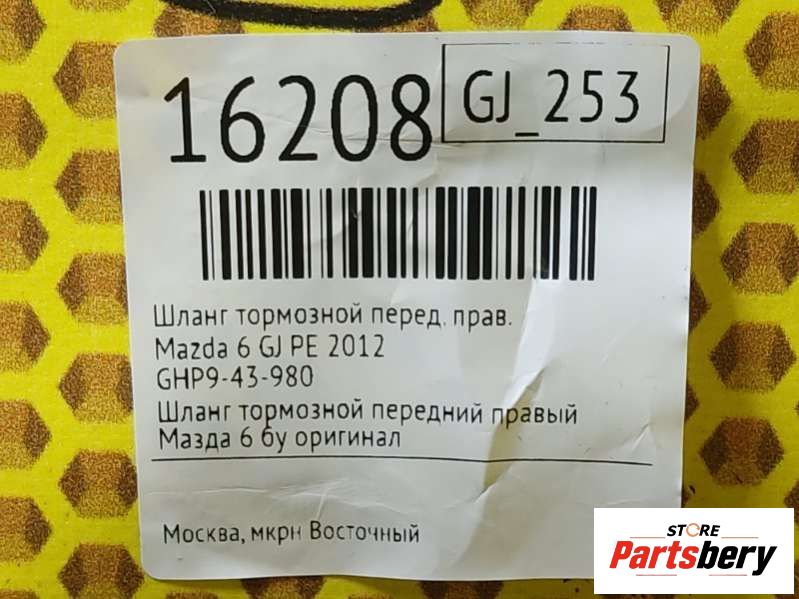 16208
GJ_253
Шланг тормозной перед. прав.
Mazda 6 GJ PE 2012
GHP9-43-980
Шланг тормозной передний правый
Мазда 6 бу оригинал
Москва, мкрн Восточный
STORE
Partsbery